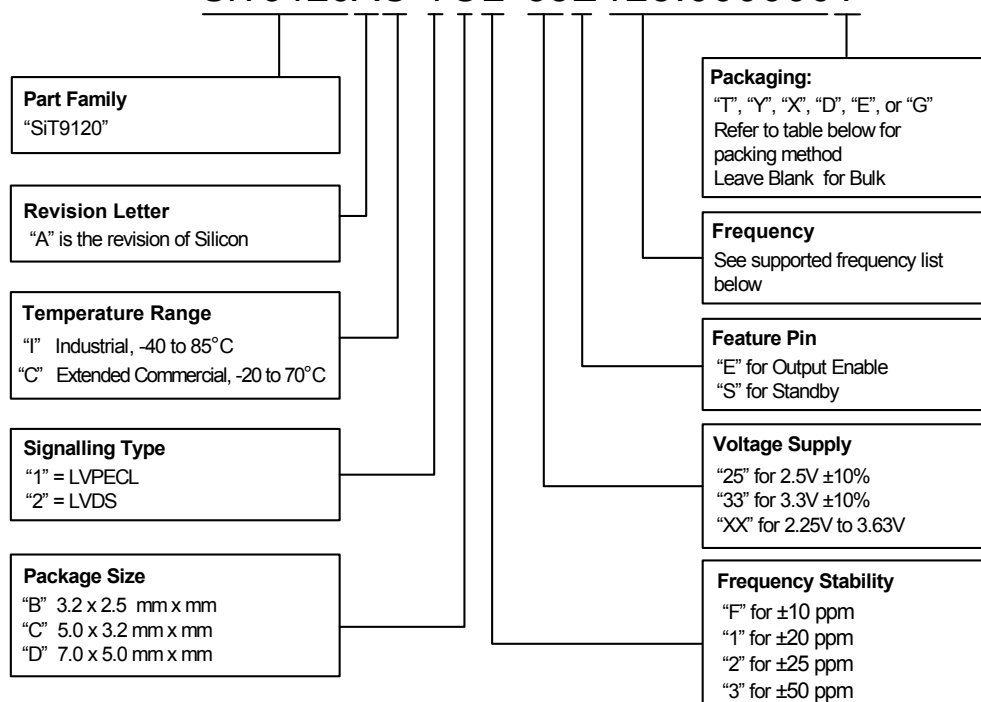 Part Family
“SiT9120”
Revision Letter
“A” is the revision of Silicon
Temperature Range
“I” Industrial, -40 to 85°C
“C” Extended Commercial, -20 to 70°C
Signalling Type
“1” = LVPECL
“2” = LVDS
Package Size
“B” 3.2 x 2.5 mm x mm
“C” 5.0 x 3.2 mm x mm
“D” 7.0 x 5.0 mm x mm
Packaging:
“T”, “Y”, “X”, “D”, “E”, or “G”
Refer to table below for
packing method
Leave Blank for Bulk
Frequency
See supported frequency list
below
Feature Pin
“E” for Output Enable
“S” for Standby
Voltage Supply
“25” for 2.5V ±10%
“33” for 3.3V ±10%
“XX” for 2.25V to 3.63V
Frequency Stability
“F” for ±10 ppm
“1” for ±20 ppm
“2” for ±25 ppm
“3” for ±50 ppm